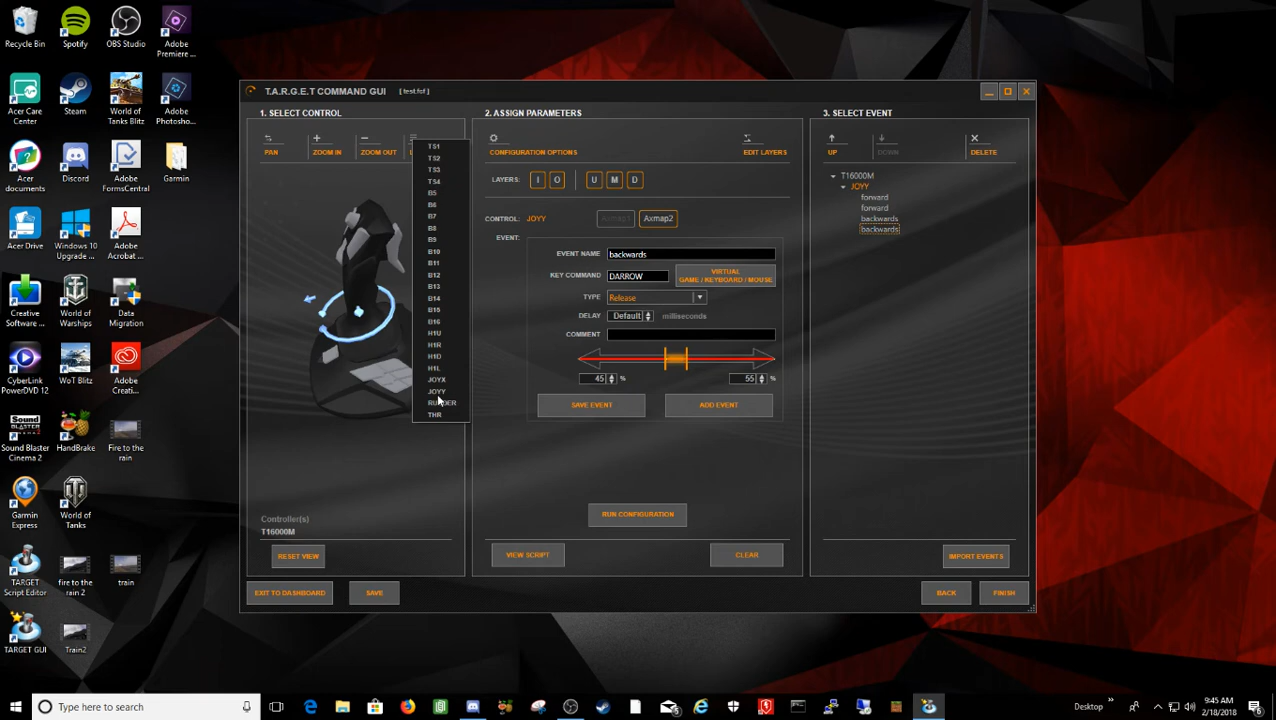 Recycle Bin
Spotify
OBS Studio
Adobe
Premiere ...
Acer Care
Center
Steam
World of
Tanks Blitz
Adobe
Photosho...
Acer
documents
Discord
Adobe
FormsCentral
Garmin
Acer Drive
Windows 10
Upgrade ...
Adobe
Acrobat
Creative
Software ...
World of
Warships
Data
Migration
CyberLink
PowerDVD 12
WoT Blitz
Adobe
Creati...
Sound Blaster
Cinema 2
HandBrake
Fire to the
rain
Garmin
Express
World of
Tanks
TARGET
Script Editor
fire to the
rain 2
train
TARGET GUI
Train2
T.A.R.G.E.T COMMAND GUI [ test.fcf ]
1. SELECT CONTROL
PAN
ZOOM IN
ZOOM OUT
TS1
TS2
TS3
TS4
B5
B6
B7
B8
B9
B10
B11
B12
B13
B14
B15
B16
H1U
H1R
H1D
H1L
JOYX
JOYY
RUDDER
THR
Controller(s)
T16000M
RESET VIEW
2. ASSIGN PARAMETERS
CONFIGURATION OPTIONS
EDIT LAYERS
LAYERS: I O U M D
CONTROL: JOYY Axmap1 Axmap2
EVENT:
EVENT NAME backwards
KEY COMMAND DARROW
VIRTUAL
GAME / KEYBOARD / MOUSE
TYPE Release
DELAY Default milliseconds
COMMENT
45 % 55 %
SAVE EVENT
ADD EVENT
RUN CONFIGURATION
VIEW SCRIPT
CLEAR
3. SELECT EVENT
UP
DOWN
DELETE
T16000M
JOYY
forward
forward
backwards
backwards
IMPORT EVENTS
EXIT TO DASHBOARD
SAVE
BACK
FINISH
Type here to search
Desktop
9:45 AM
2/18/2018